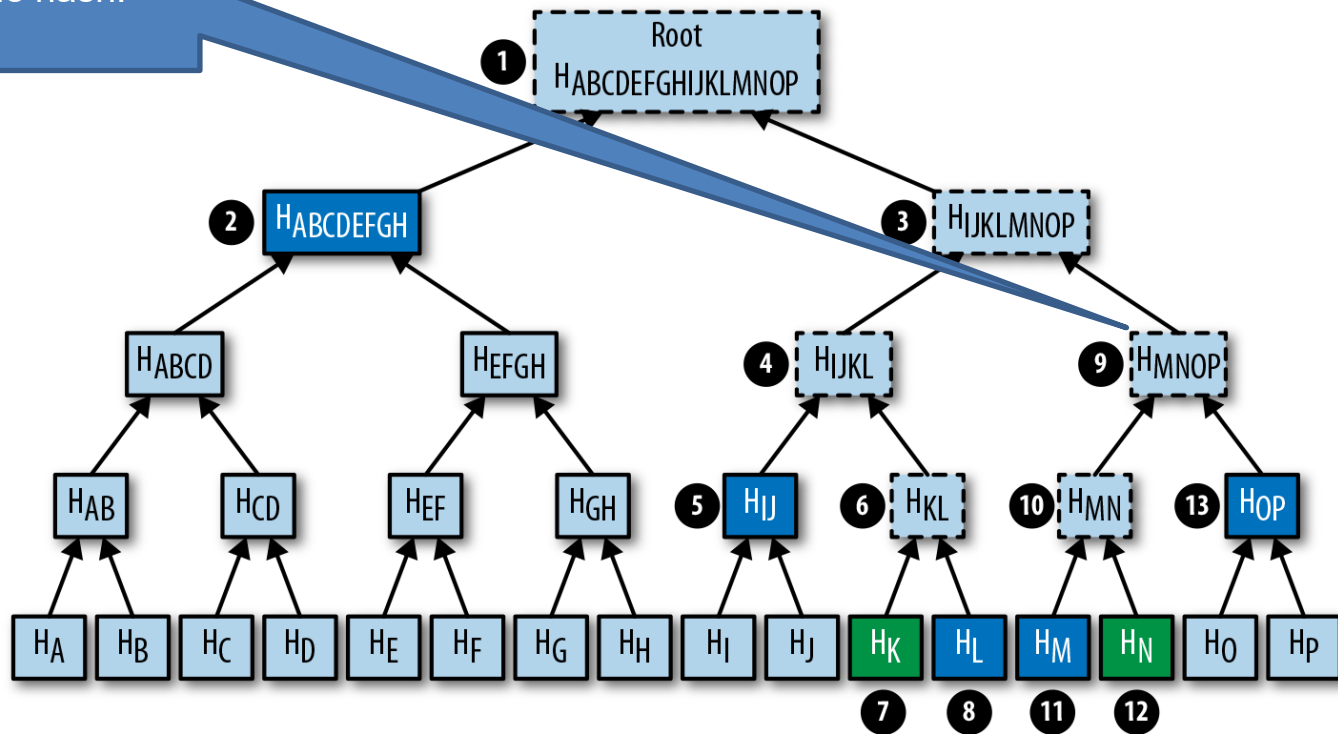 Root
1
HABCDEFGHIJKLMNOP
2
HABCDEFGH
3
HIJKLMNOP
HABCD
HEFGH
4
HIJKL
9
HMNOP
HAB
HCD
HEF
HGH
5
HIJ
6
HKL
10
HMN
13
HOP
HA
HB
HC
HD
HE
HF
HG
HH
HI
HJ
HK
HL
HM
HN
HO
HP
7
8
11
12